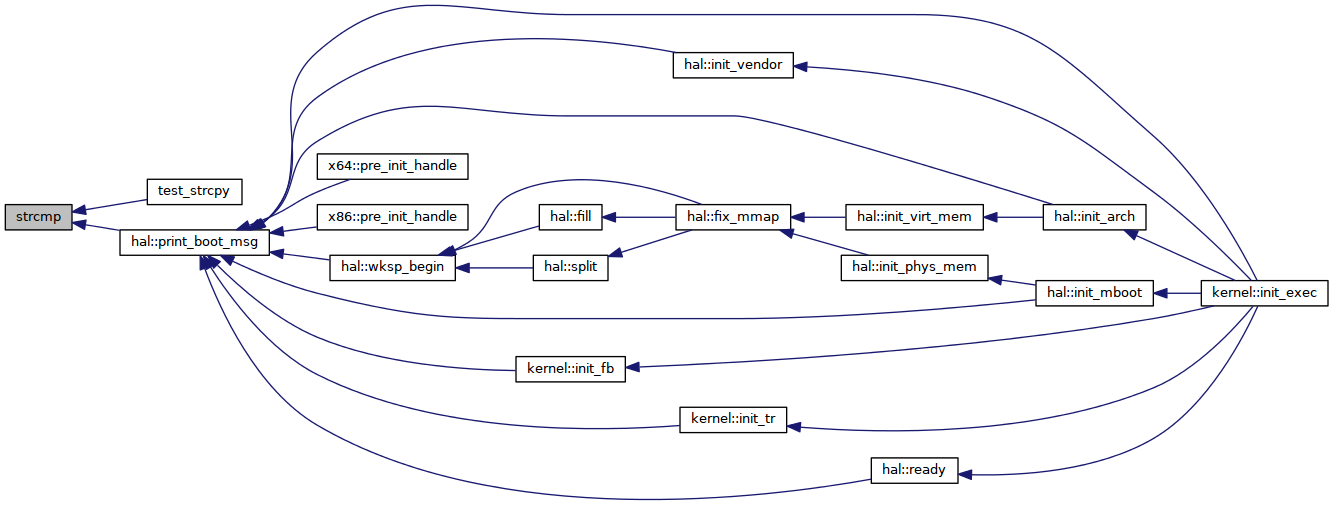 strcmp
test_strcpy
hal::print_boot_msg
x64::pre_init_handle
x86::pre_init_handle
hal::wksp_begin
hal::fill
hal::split
hal::init_vendor
hal::fix_mmap
hal::init_virt_mem
hal::init_phys_mem
hal::init_arch
hal::init_mboot
kernel::init_exec
kernel::init_fb
kernel::init_tr
hal::ready